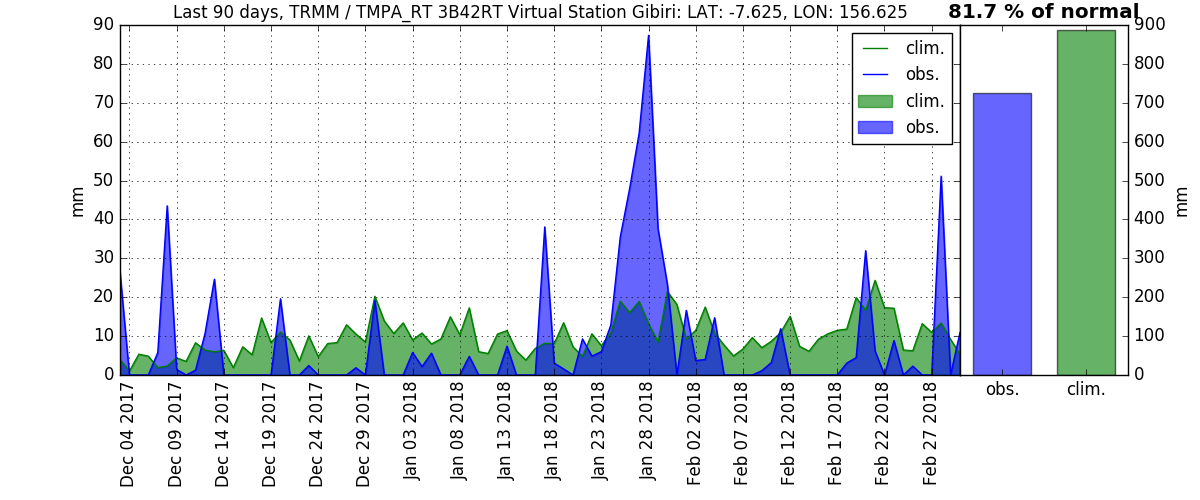 Last 90 days, TRMM / TMPA_RT 3B42RT Virtual Station Gibiri: LAT: -7.625, LON: 156.625
81.7 % of normal
90
80
70
60
50
40
30
20
10
0
mm
clim.
obs.
clim.
obs.
900
800
700
600
500
400
300
200
100
0
mm
Dec 04 2017
Dec 09 2017
Dec 14 2017
Dec 19 2017
Dec 24 2017
Dec 29 2017
Jan 03 2018
Jan 08 2018
Jan 13 2018
Jan 18 2018
Jan 23 2018
Jan 28 2018
Feb 02 2018
Feb 07 2018
Feb 12 2018
Feb 17 2018
Feb 22 2018
Feb 27 2018
obs.
clim.